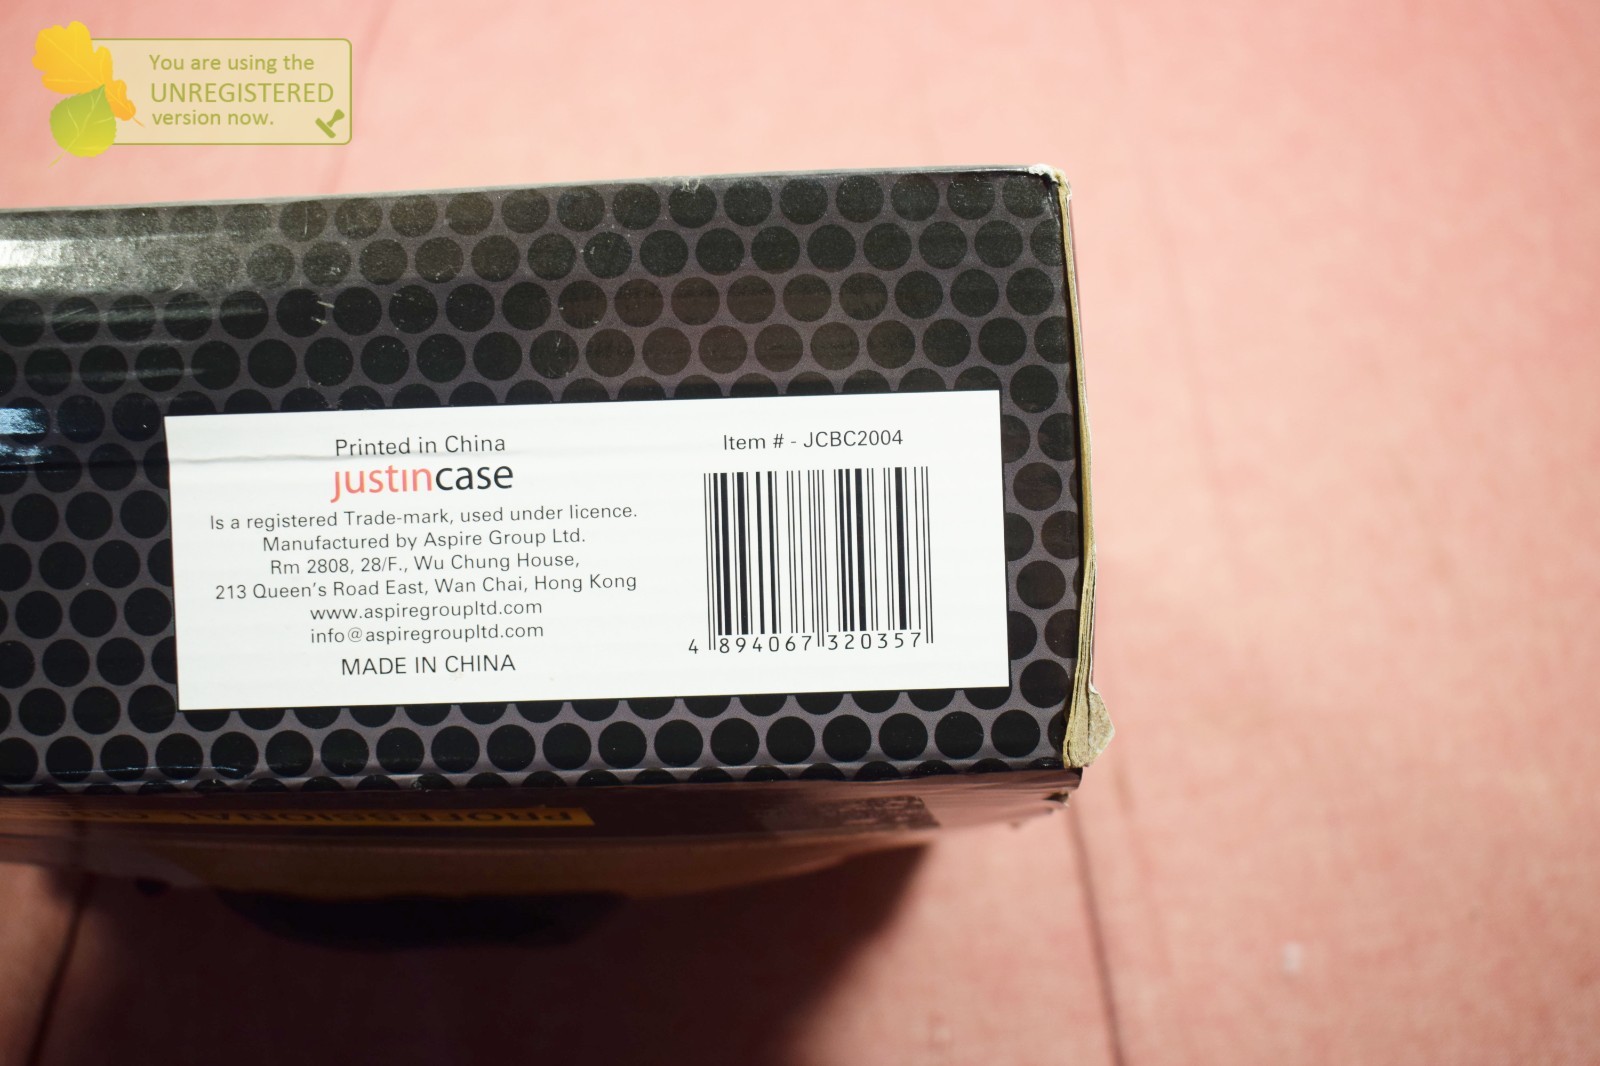 You are using the
UNREGISTERED
version now.
Printed in China
justincase
Is a registered Trade-mark, used under licence.
Manufactured by Aspire Group Ltd.
Rm 2808, 28/F., Wu Chung House,
213 Queen's Road East, Wan Chai, Hong Kong
www.aspiregroupltd.com
info@aspiregroupltd.com
MADE IN CHINA
Item # - JCBC2004
4 894067 320357
PROFESSIONAL